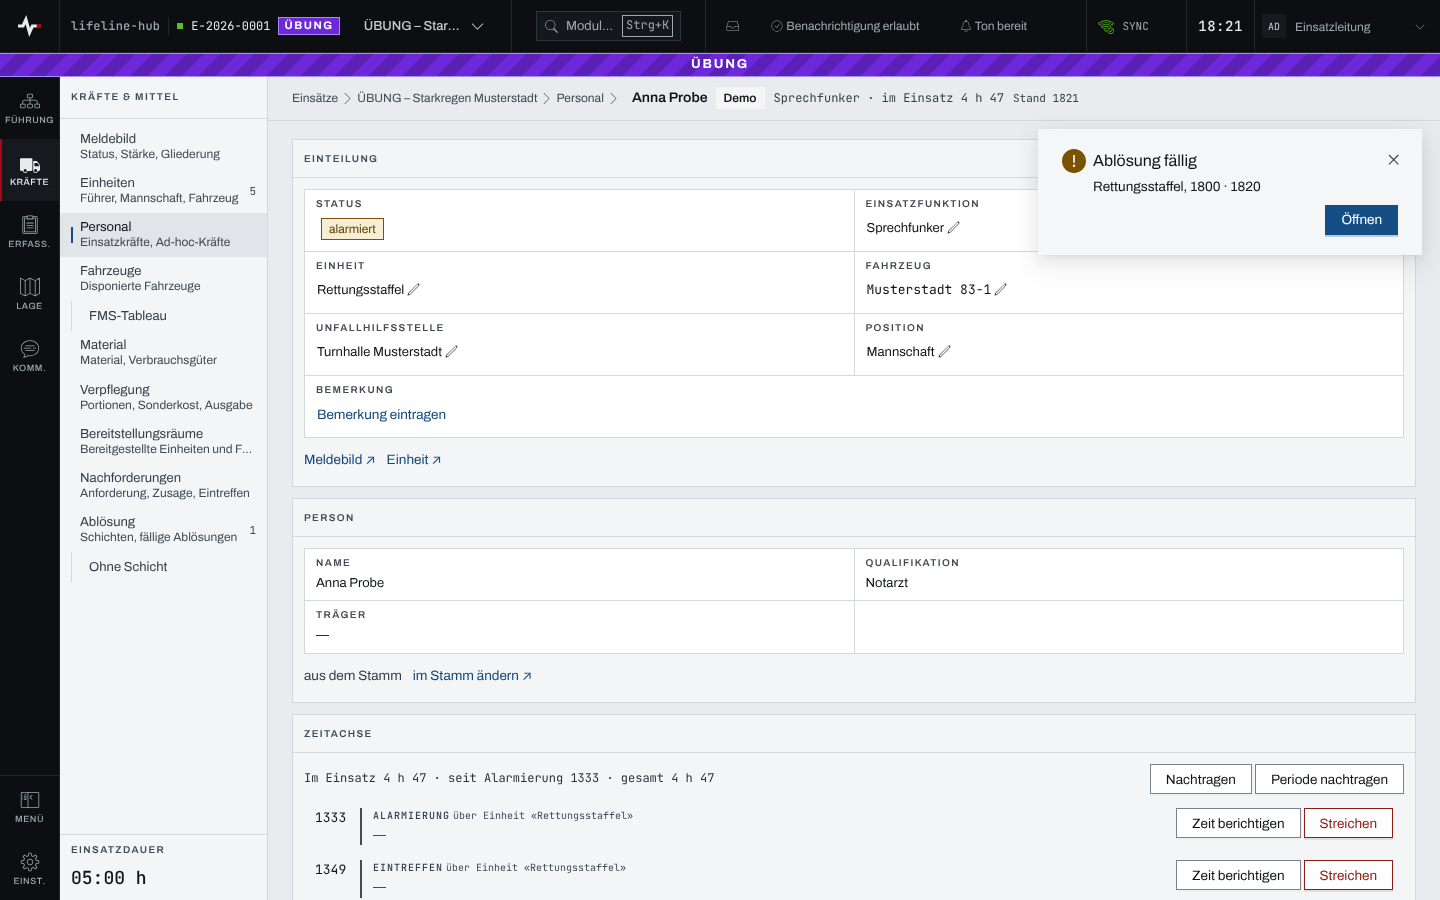 lifeline-hub
E-2026-0001 ÜBUNG
ÜBUNG – Star...
Modul... Strg+K
Benachrichtigung erlaubt
Ton bereit
SYNC
18:21
AD Einsatzleitung
ÜBUNG
FÜHRUNG
KRÄFTE
ERFASS.
LAGE
KOMM.
MENÜ
EINST.
KRÄFTE & MITTEL
Meldebild
Status, Stärke, Gliederung
Einheiten
Führer, Mannschaft, Fahrzeug 5
Personal
Einsatzkräfte, Ad-hoc-Kräfte
Fahrzeuge
Disponierte Fahrzeuge
FMS-Tableau
Material
Material, Verbrauchsgüter
Verpflegung
Portionen, Sonderkost, Ausgabe
Bereitstellungsräume
Bereitgestellte Einheiten und F...
Nachforderungen
Anforderung, Zusage, Eintreffen
Ablösung
Schichten, fällige Ablösungen 1
Ohne Schicht
EINSATZDAUER
05:00 h
Einsätze > ÜBUNG – Starkregen Musterstadt > Personal > Anna Probe Demo Sprechfunker · im Einsatz 4 h 47 Stand 1821
Ablösung fällig
Rettungsstaffel, 1800 · 1820
Öffnen
EINTEILUNG
STATUS
alarmiert
EINSATZFUNKTION
Sprechfunker
EINHEIT
Rettungsstaffel
FAHRZEUG
Musterstadt 83-1
UNFALLHILFSSTELLE
Turnhalle Musterstadt
POSITION
Mannschaft
BEMERKUNG
Bemerkung eintragen
Meldebild ↗ Einheit ↗
PERSON
NAME
Anna Probe
QUALIFIKATION
Notarzt
TRÄGER
—
aus dem Stamm im Stamm ändern ↗
ZEITACHSE
Im Einsatz 4 h 47 · seit Alarmierung 1333 · gesamt 4 h 47
Nachtragen Periode nachtragen
1333 ALARMIERUNG über Einheit «Rettungsstaffel»
—
Zeit berichtigen Streichen
1349 EINTREFFEN über Einheit «Rettungsstaffel»
—
Zeit berichtigen Streichen